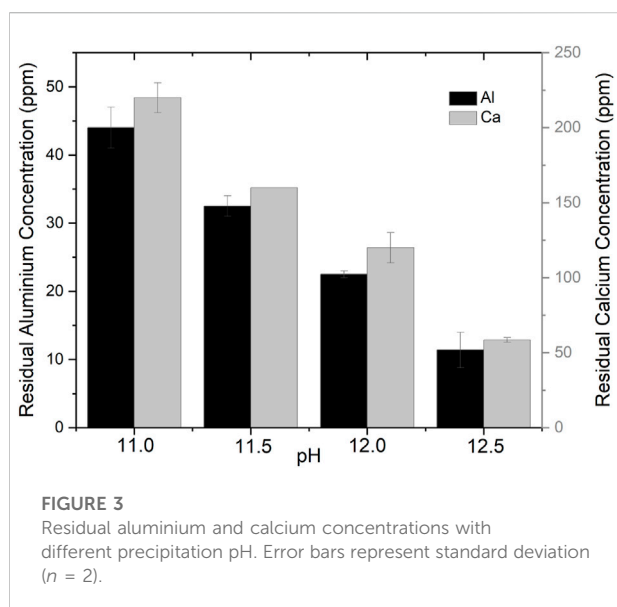 Residual Aluminium Concentration (ppm)
50
40
30
20
10
0
Al
Ca
250
200
150
100
50
0
Residual Calcium Concentration (ppm)
11.0 11.5 12.0 12.5
pH
FIGURE 3
Residual aluminium and calcium concentrations with
different precipitation pH. Error bars represent standard deviation
(n = 2).